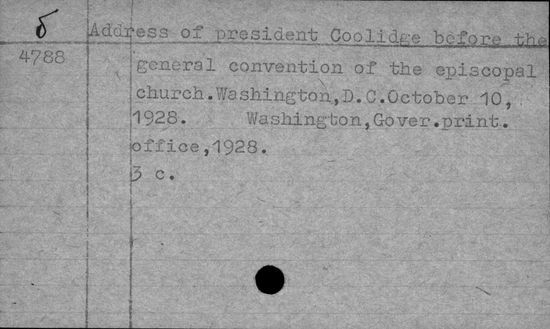 δ
Address of president Coolidge before the
4788
general convention of the episcopal
church.Washington,D.C.October 10,
1928. Washington,Gover.print.
office,1928.
3 c.